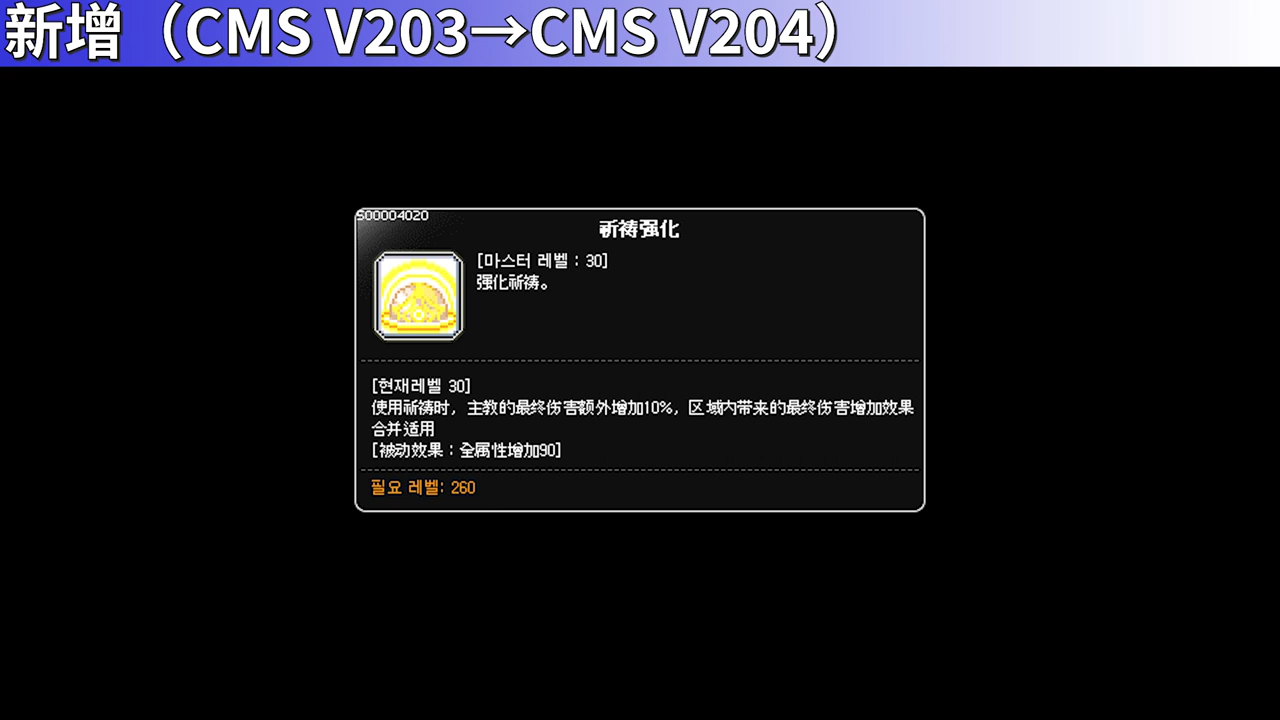 新增（CMS V203→CMS V204）
500004020
祈祷强化
[마스터 레벨 : 30]
强化祈祷。
[현재레벨 30]
使用祈祷时，主教的最终伤害额外增加10%，区域内带来的最终伤害增加效果
合并适用
[被动效果 : 全属性增加90]
필요 레벨: 260